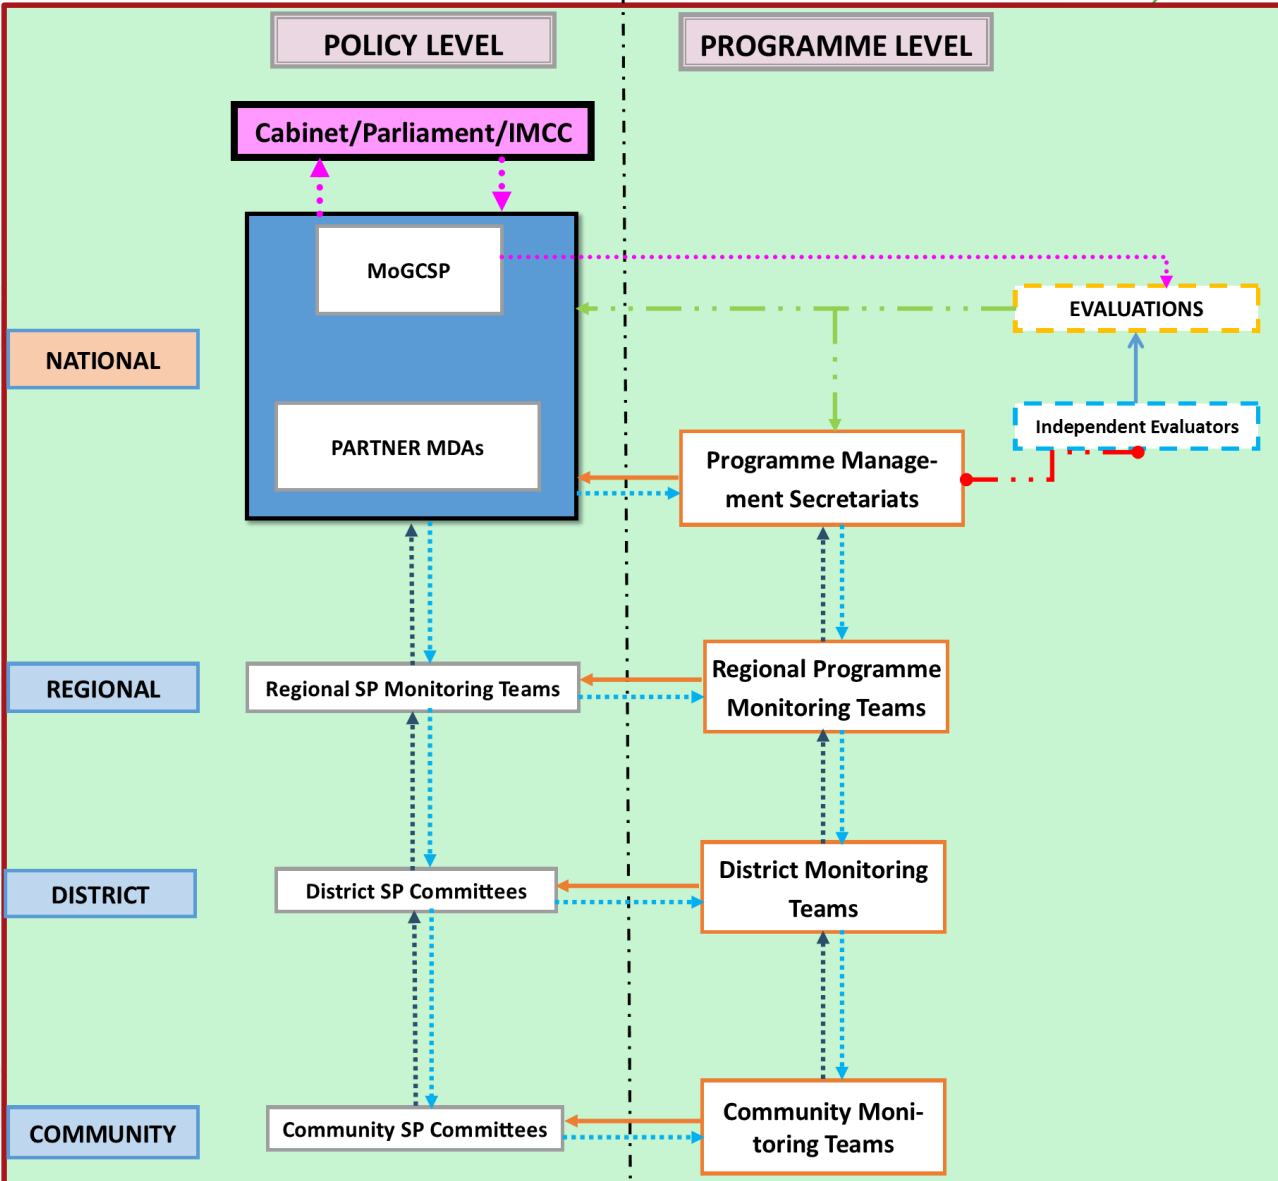 POLICY LEVEL
PROGRAMME LEVEL
Cabinet/Parliament/IMCC
MoGCSP
EVALUATIONS
NATIONAL
Independent Evaluators
PARTNER MDAs
Programme Manage-
ment Secretariats
REGIONAL
Regional SP Monitoring Teams
Regional Programme
Monitoring Teams
DISTRICT
District SP Committees
District Monitoring
Teams
COMMUNITY
Community SP Committees
Community Moni-
toring Teams